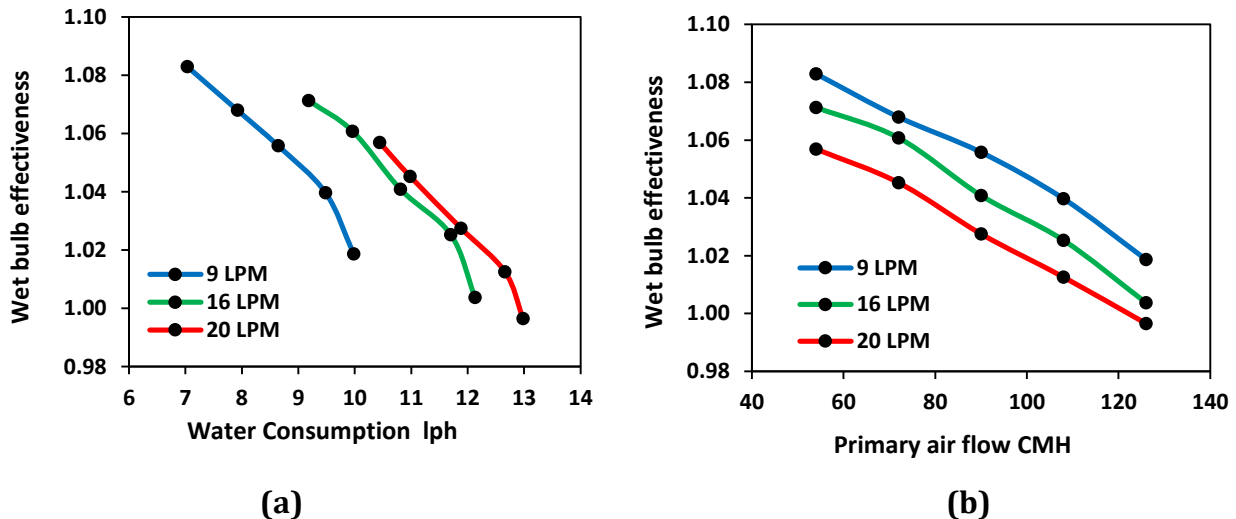 1.10
1.08
1.06
1.04
1.02
1.00
0.98
Wet bulb effectiveness
9 LPM
16 LPM
20 LPM
6 7 8 9 10 11 12 13 14
Water Consumption lph
(a)
1.10
1.08
1.06
1.04
1.02
1.00
0.98
Wet bulb effectiveness
9 LPM
16 LPM
20 LPM
40 60 80 100 120 140
Primary air flow CMH
(b)